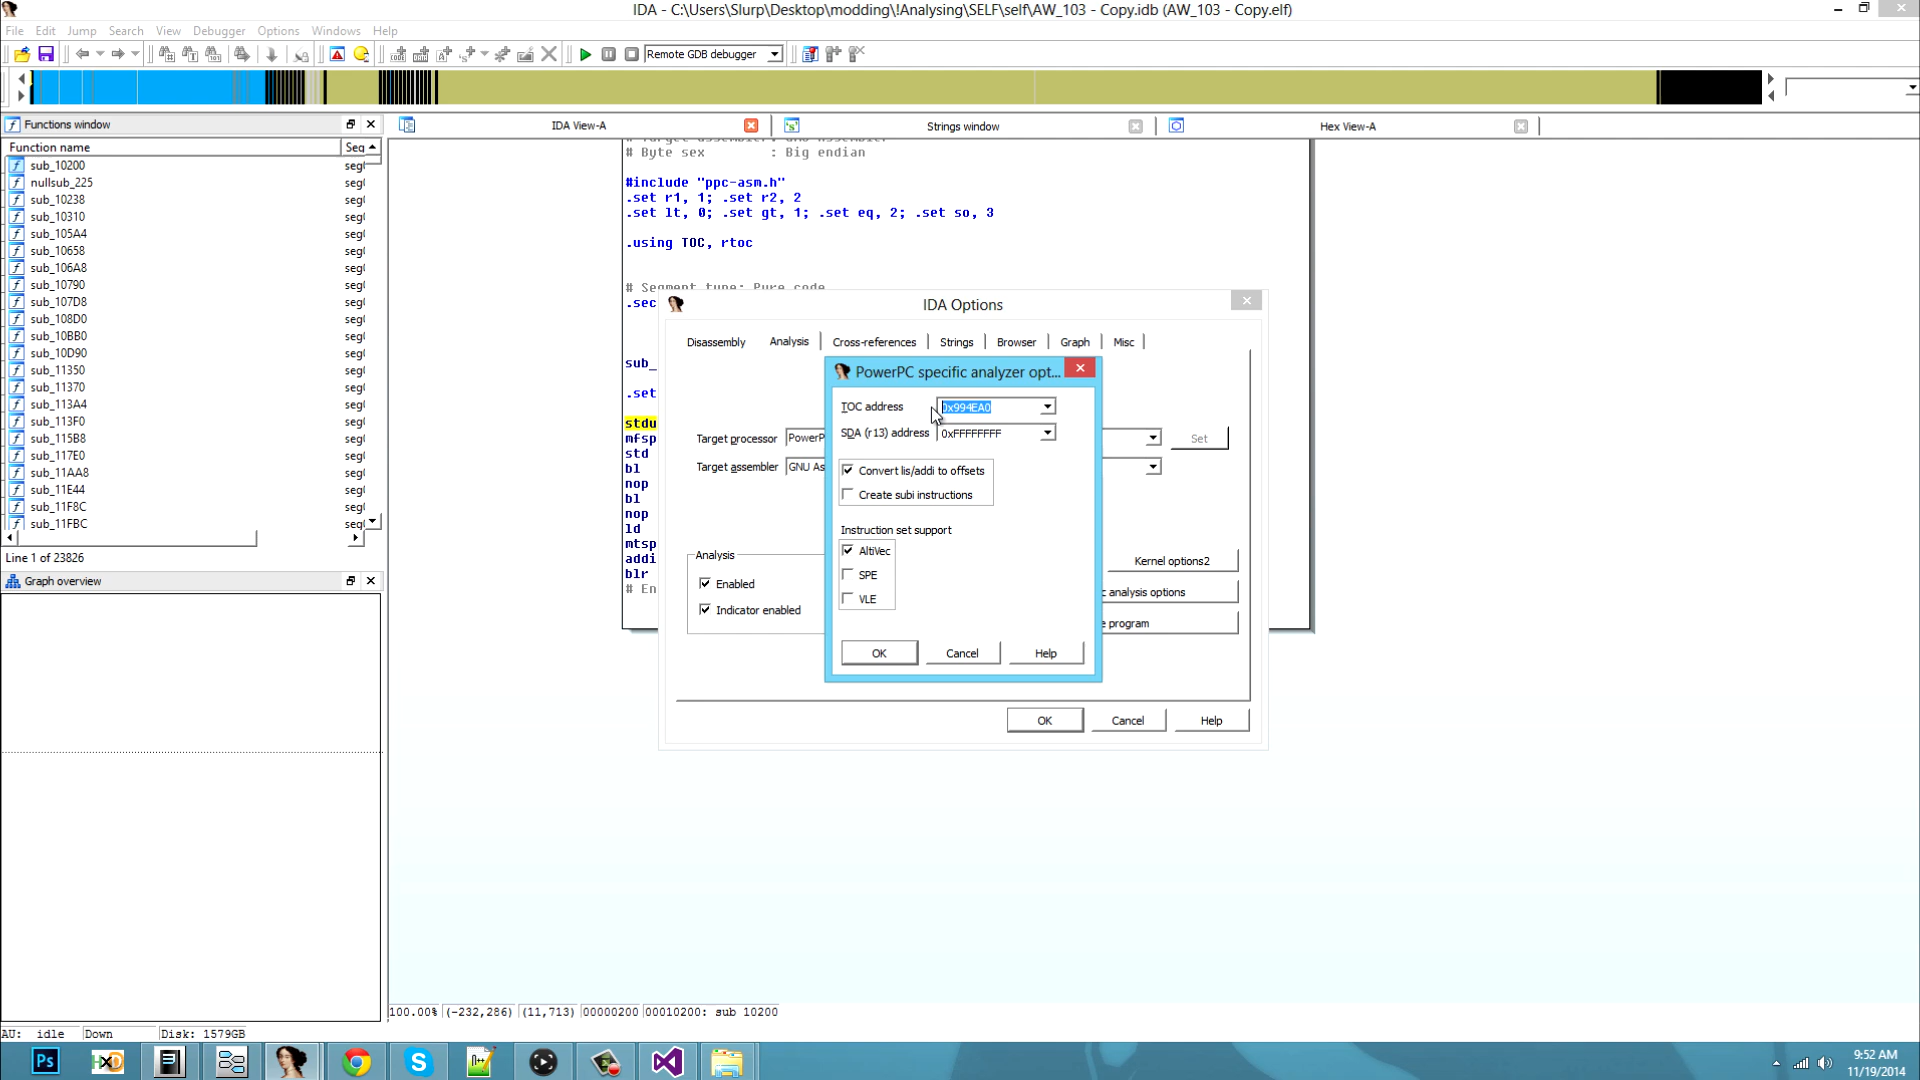 IDA - C:\Users\Slurp\Desktop\modding\!Analysing\SELF\self\AW_103 - Copy.idb (AW_103 - Copy.elf)
File Edit Jump Search View Debugger Options Windows Help
Remote GDB debugger
Functions window
IDA View-A
Strings window
Hex View-A
Function name
sub_10200
nullsub_225
sub_10238
sub_10310
sub_105A4
sub_10658
sub_106A8
sub_10790
sub_107D8
sub_108D0
sub_10BB0
sub_10D90
sub_11350
sub_11370
sub_113A4
sub_113F0
sub_115B8
sub_117E0
sub_11AA8
sub_11E44
sub_11F8C
sub_11FBC
Line 1 of 23826
Graph overview
# Byte sex : Big endian
#include "ppc-asm.h"
.set r1, 1; .set r2, 2
.set lt, 0; .set gt, 1; .set eq, 2; .set so, 3
.using TOC, rtoc
# Segment type: Pure code
.sec
sub_
.set
stdu
mfsp
std
bl
nop
bl
nop
ld
mtsp
addi
blr
# En
IDA Options
Disassembly Analysis Cross-references Strings Browser Graph Misc
Target processor PowerP
Set
Target assembler GNU As
Analysis
Enabled
Indicator enabled
Kernel options2
c analysis options
e program
OK Cancel Help
PowerPC specific analyzer opt...
TOC address 0x994EA0
SDA (r13) address 0xFFFFFFFF
Convert lis/addi to offsets
Create subi instructions
Instruction set support
AltiVec
SPE
VLE
OK Cancel Help
100.00% (-232,286) (11,713) 00000200 00010200: sub 10200
AU: idle Down Disk: 1579GB
Ps
9:52 AM
11/19/2014